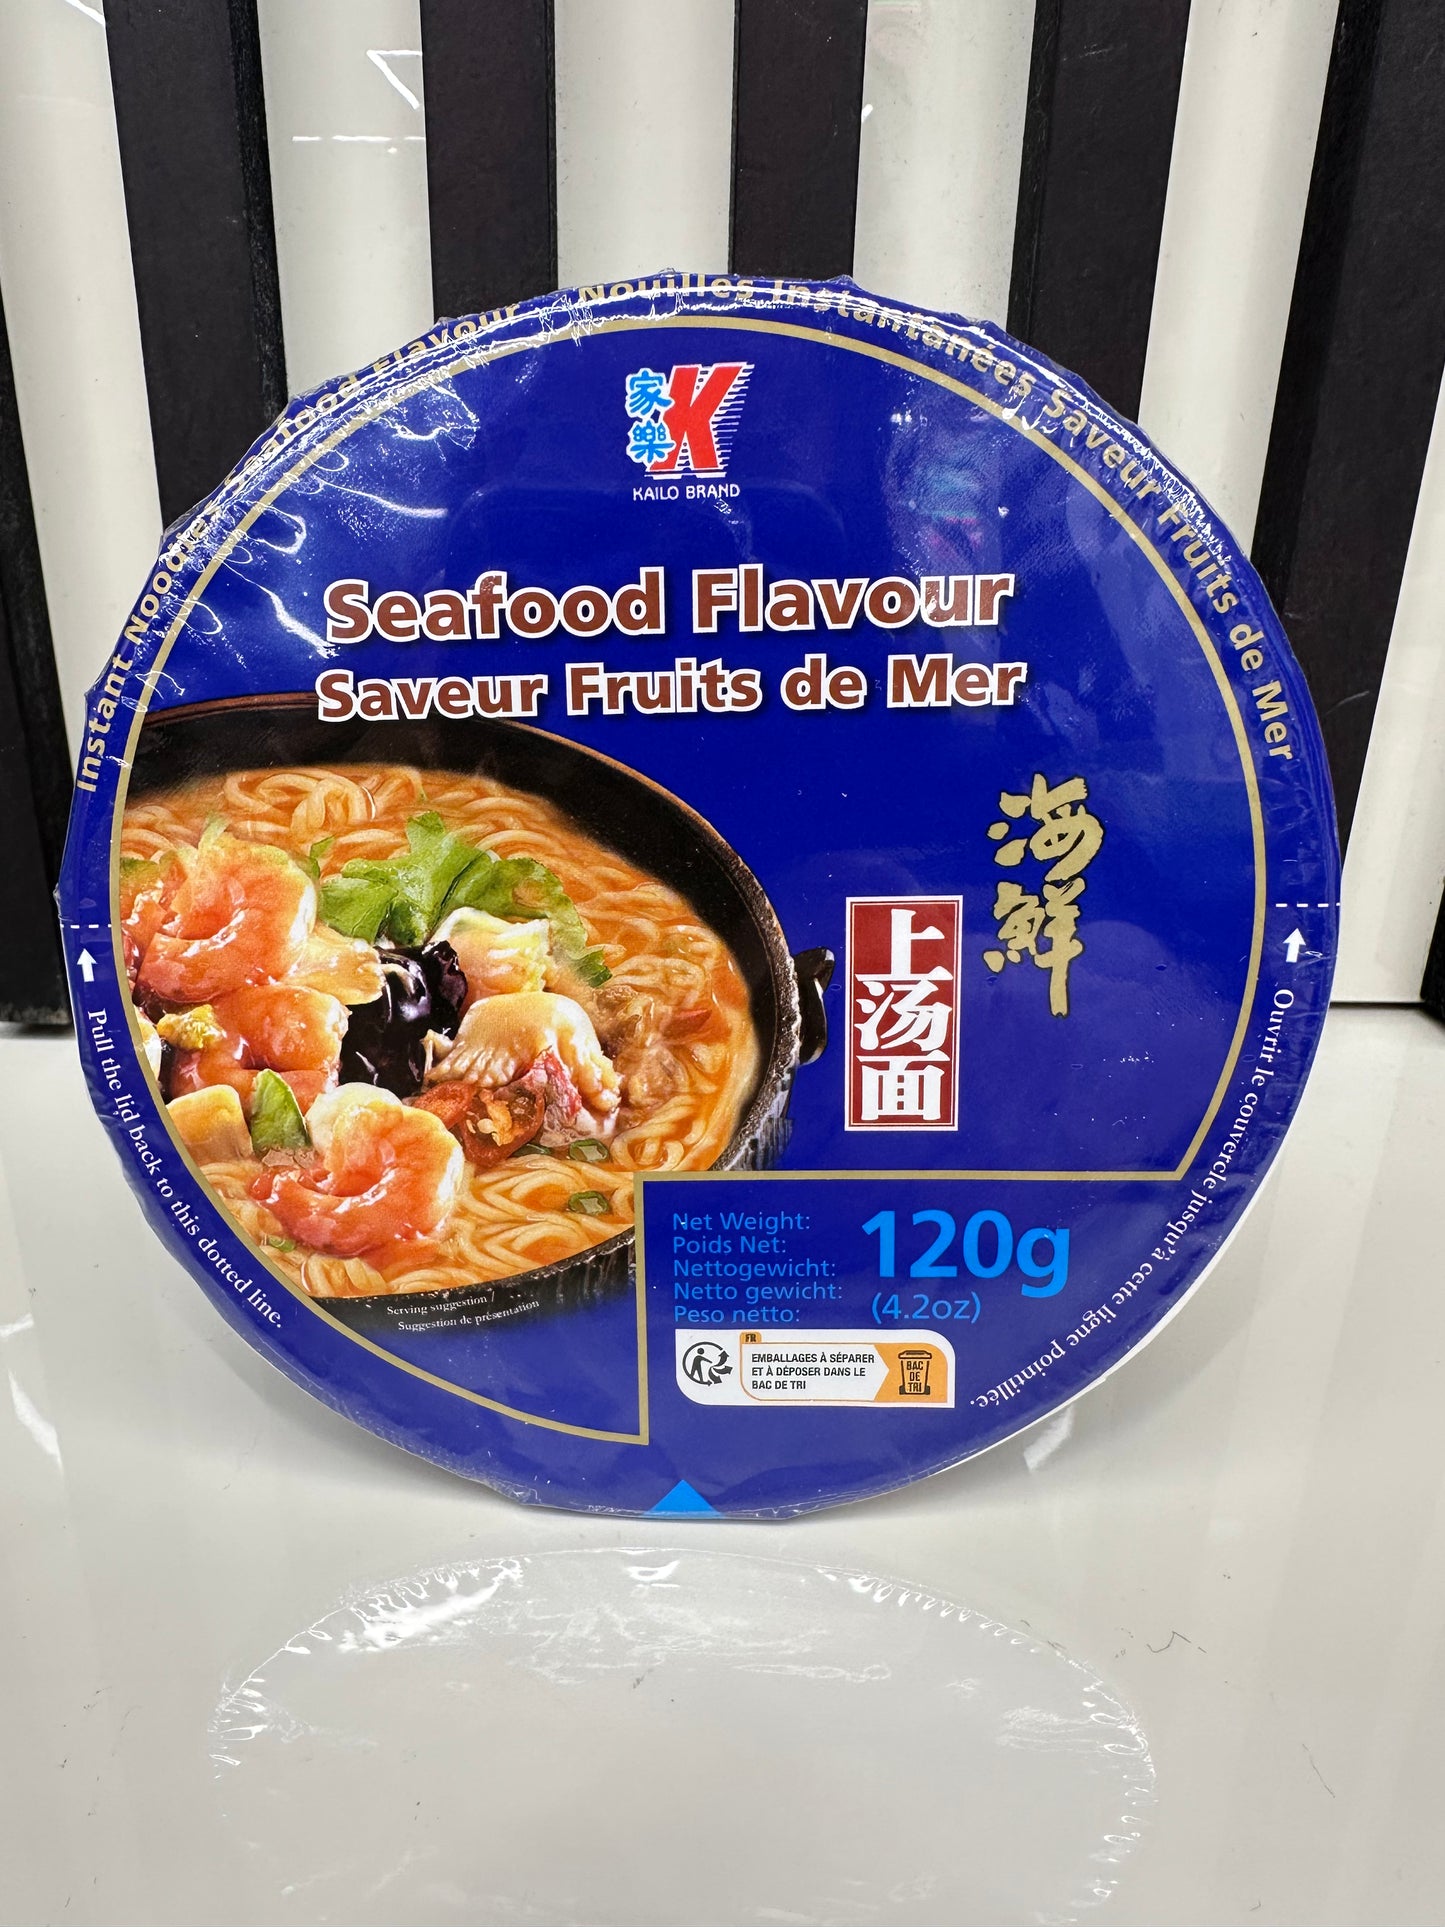 Instant Noodles Seafood Flavour
Nouilles Instantanées Saveur Fruits de Mer
家樂
K
KAILO BRAND
Seafood Flavour
Saveur Fruits de Mer
海鮮
上汤面
Pull the lid back to this dotted line.
Ouvrir le couvercle jusqu'à cette ligne pointillée.
Serving suggestion
Suggestion de présentation
Net Weight:
Poids Net:
Nettogewicht:
Netto gewicht:
Peso netto:
120g
(4.2oz)
FR
EMBALLAGES À SÉPARER
ET À DÉPOSER DANS LE
BAC DE TRI
BAC
DE
TRI